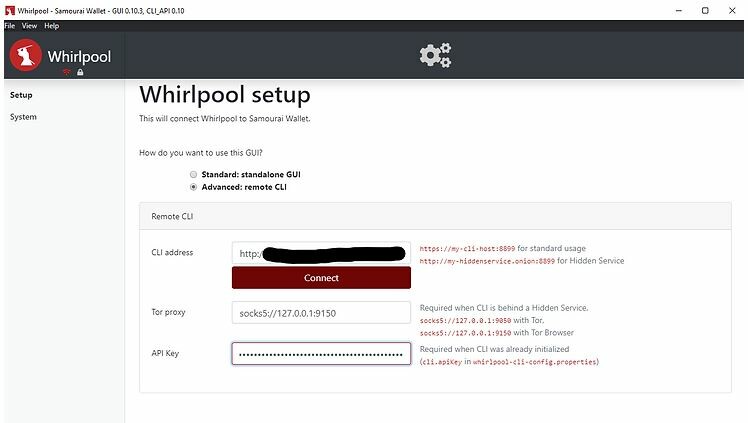 Whirlpool - Samourai Wallet - GUI 0.10.3, CLI_API 0.10
File View Help
Whirlpool
Setup
System
Whirlpool setup
This will connect Whirlpool to Samourai Wallet.
How do you want to use this GUI?
Standard: standalone GUI
Advanced: remote CLI
Remote CLI
CLI address
http:/
https://my-cli-host:8899 for standard usage
http://my-hiddenservice.onion:8899 for Hidden Service
Connect
Tor proxy
socks5://127.0.0.1:9150
Required when CLI is behind a Hidden Service.
socks5://127.0.0.1:9050 with Tor.
socks5://127.0.0.1:9150 with Tor Browser
API Key
Required when CLI was already initialized
(cli.apiKey in whirlpool-cli-config.properties)